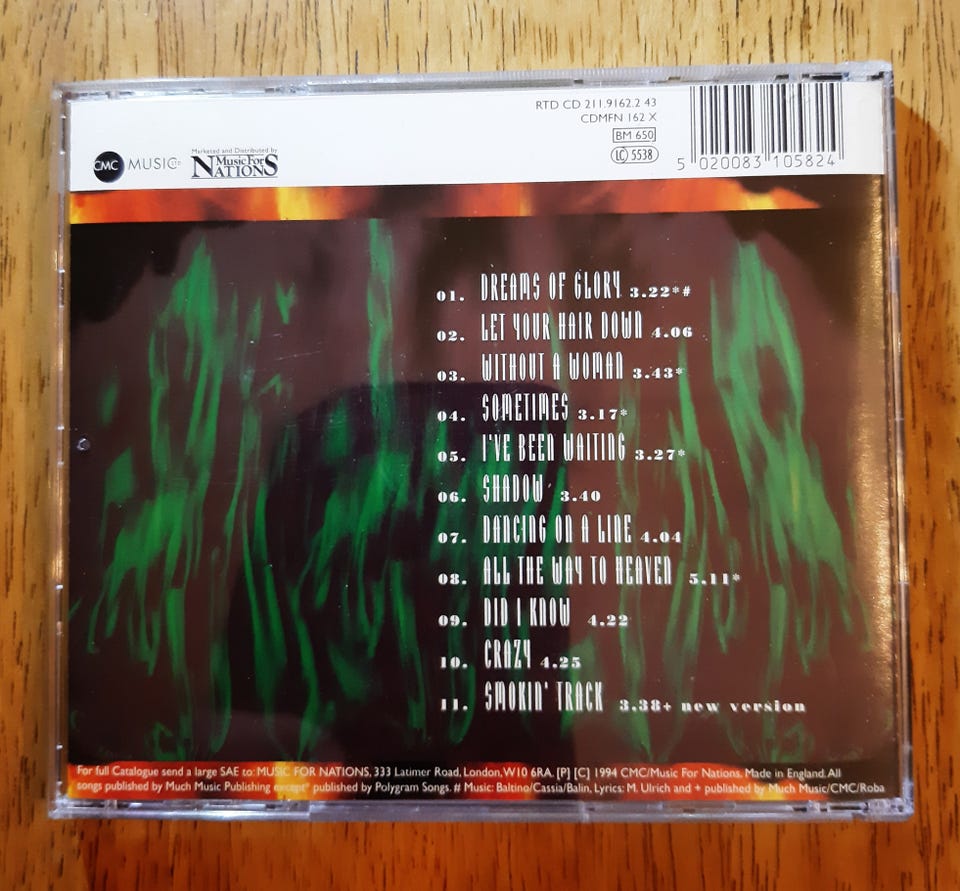 RTD CD 211.9162.2 43
CDMFN 162 X
BM 650
LC 5538
5 020083 105824
CMC MUSIC LTD
Marketed and Distributed by
Music For
NATIONS
01. DREAMS OF GLORY 3.22*#
02. LET YOUR HAIR DOWN 4.06
03. WITHOUT A WOMAN 3.43*
04. SOMETIMES 3.17*
05. I'VE BEEN WAITING 3.27*
06. SHADOW 3.40
07. DANCING ON A LINE 4.04
08. ALL THE WAY TO HEAVEN 5.11*
09. DID I KNOW 4.22
10. CRAZY 4.25
11. SMOKIN' TRACK 3.38+ new version
For full Catalogue send a large SAE to: MUSIC FOR NATIONS, 333 Latimer Road, London, W10 6RA. [P] [C] 1994 CMC/Music For Nations. Made in England. All
songs published by Much Music Publishing except* published by Polygram Songs. # Music: Baltino/Cassia/Balin, Lyrics: M. Ulrich and + published by Much Music/CMC/Roba